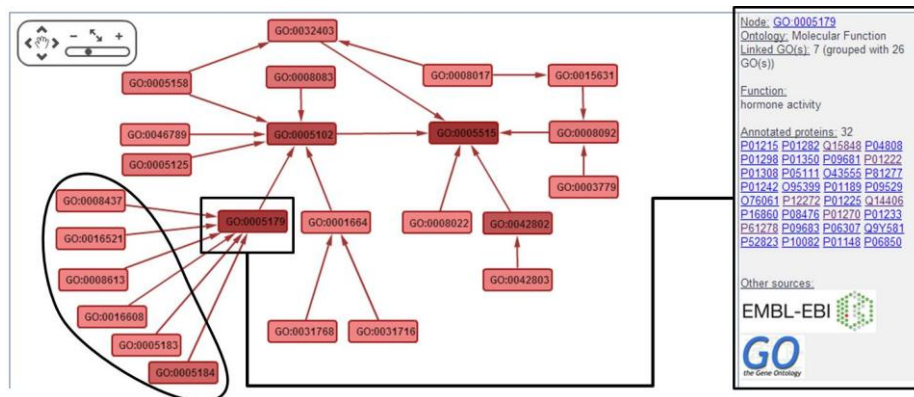 GO:0032403
GO:0005158
GO:0008083
GO:0008017
GO:0015631
GO:0046789
GO:0005102
GO:0005515
GO:0008092
GO:0005125
GO:0003779
GO:0008437
GO:0005179
GO:0001664
GO:0008022
GO:0042802
GO:0016521
GO:0008613
GO:0042803
GO:0016608
GO:0031768
GO:0031716
GO:0005183
GO:0005184
Node: GO:0005179
Ontology: Molecular Function
Linked GO(s): 7 (grouped with 26
GO(s))
Function:
hormone activity
Annotated proteins: 32
P01215 P01282 Q15848 P04808
P01298 P01350 P09681 P01222
P01308 P05111 O43555 P81277
P01242 O95399 P01189 P09529
O76061 P12272 P01225 Q14406
P16860 P08476 P01270 P01233
P61278 P09683 P06307 Q9Y581
P52823 P10082 P01148 P06850
Other sources:
EMBL-EBI
GO
the Gene Ontology